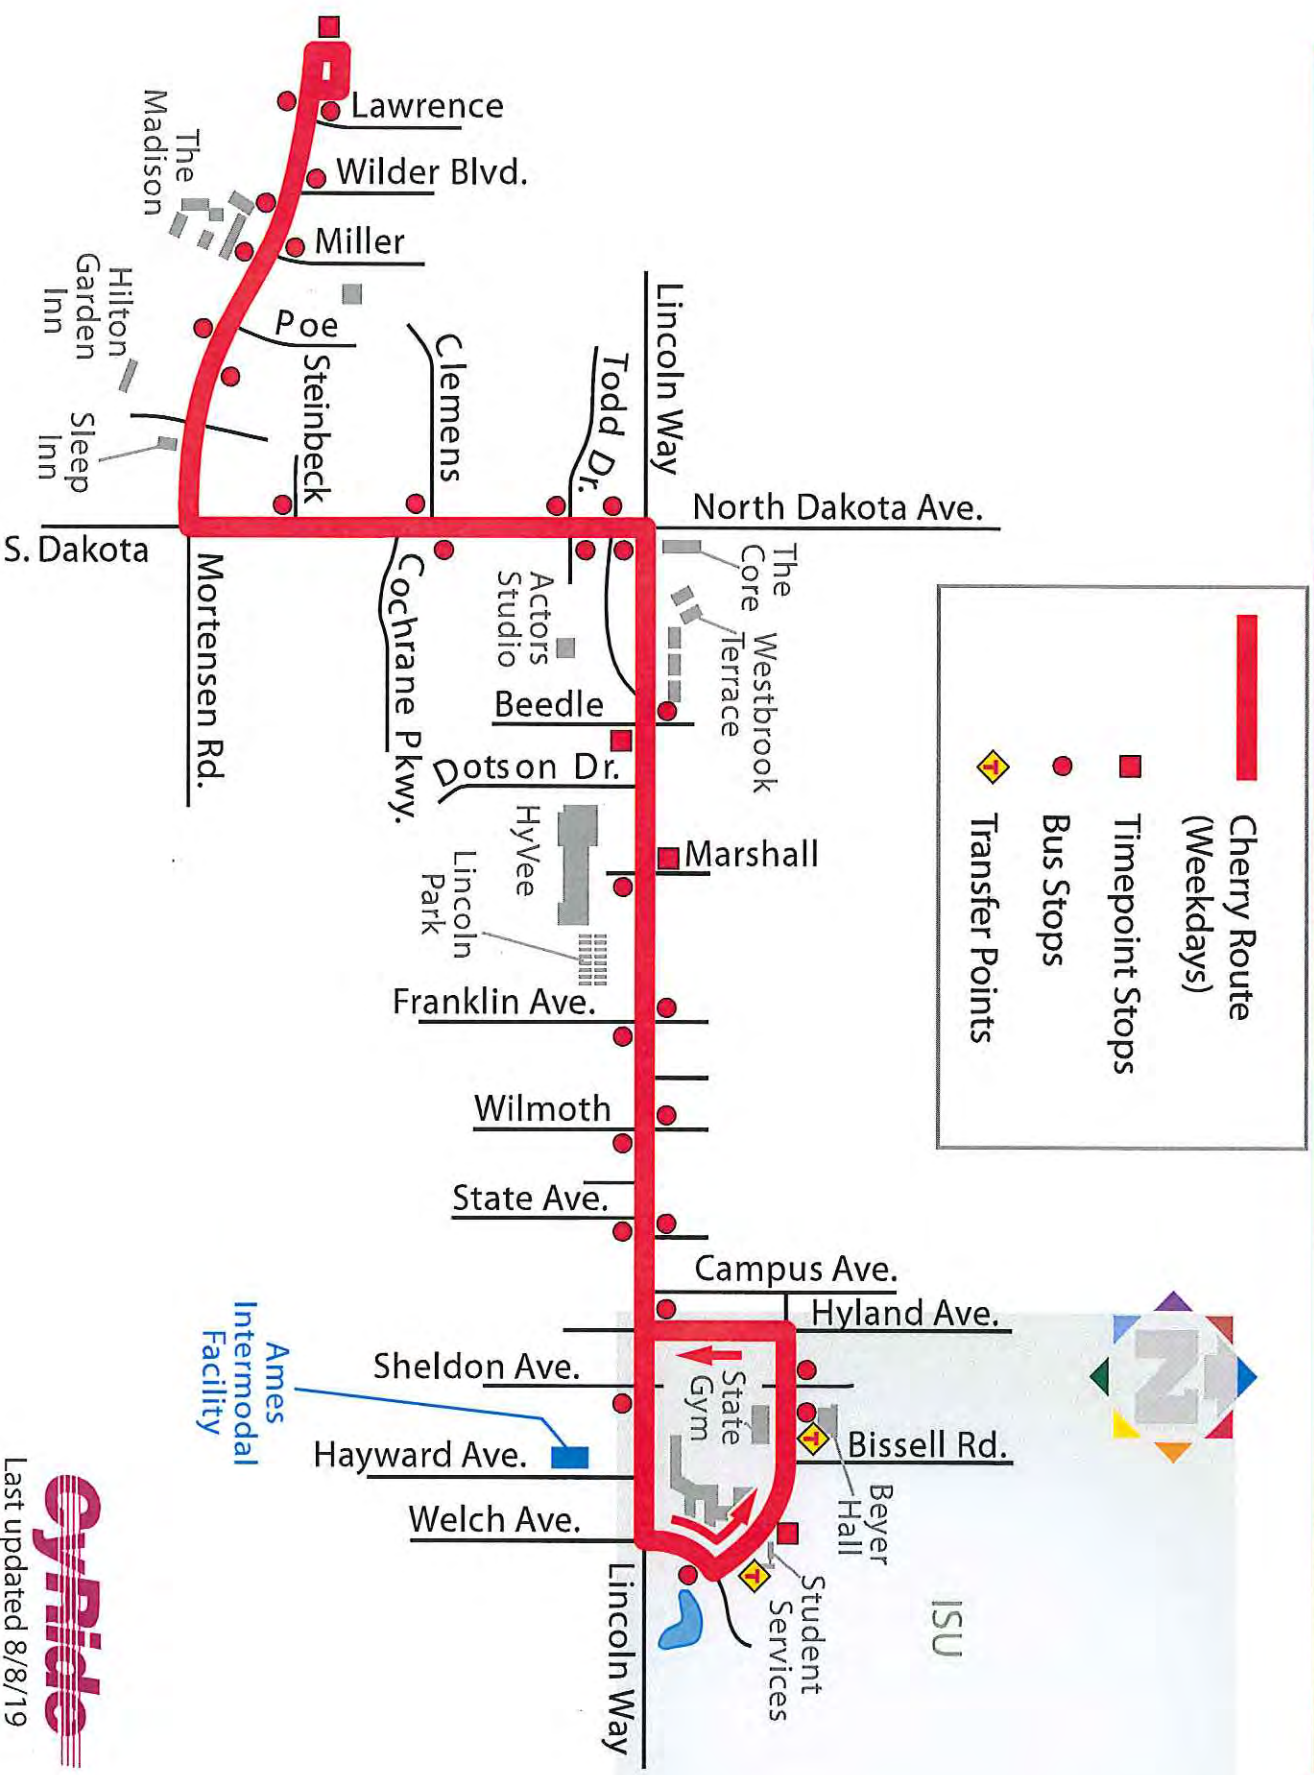 Lawrence
Wilder Blvd.
The
Madison
Miller
Hilton
Garden
Inn
Poe
Steinbeck
Sleep
Inn
Clemens
Todd Dr.
Lincoln Way
North Dakota Ave.
S. Dakota
Mortensen Rd.
Cochrane Pkwy.
Actors
Studio
The
Core
Westbrook
Terrace
Beedle
Dotson Dr.
HyVee
Lincoln
Park
Marshall
Franklin Ave.
Wilmoth
State Ave.
Campus Ave.
Hyland Ave.
Sheldon Ave.
State
Gym
Bissell Rd.
Beyer
Hall
Ames
Intermodal
Facility
Hayward Ave.
Welch Ave.
Student
Services
T
T
ISU
Lincoln Way
Cherry Route
(Weekdays)
Timepoint Stops
Bus Stops
T
Transfer Points
N
CyRide
Last updated 8/8/19